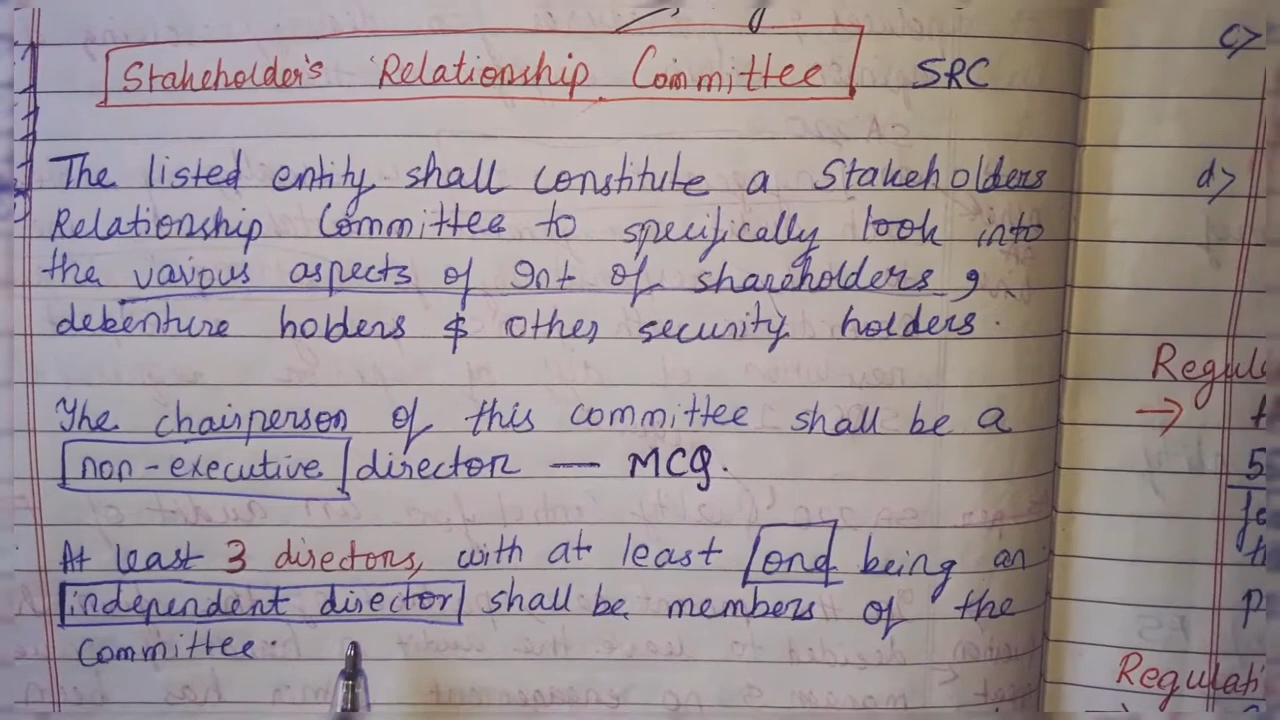 Stakeholder's Relationship Committee SRC
The listed entity shall constitute a Stakeholders
Relationship Committee to specifically look into
the various aspects of Int of shareholders,
debenture holders & other security holders.
The chairperson of this committee shall be a
non-executive director — MCQ.
At least 3 directors, with at least one being an
independent director shall be members of the
Committee.
c>
d>
Regul
→ t
5
Regulati